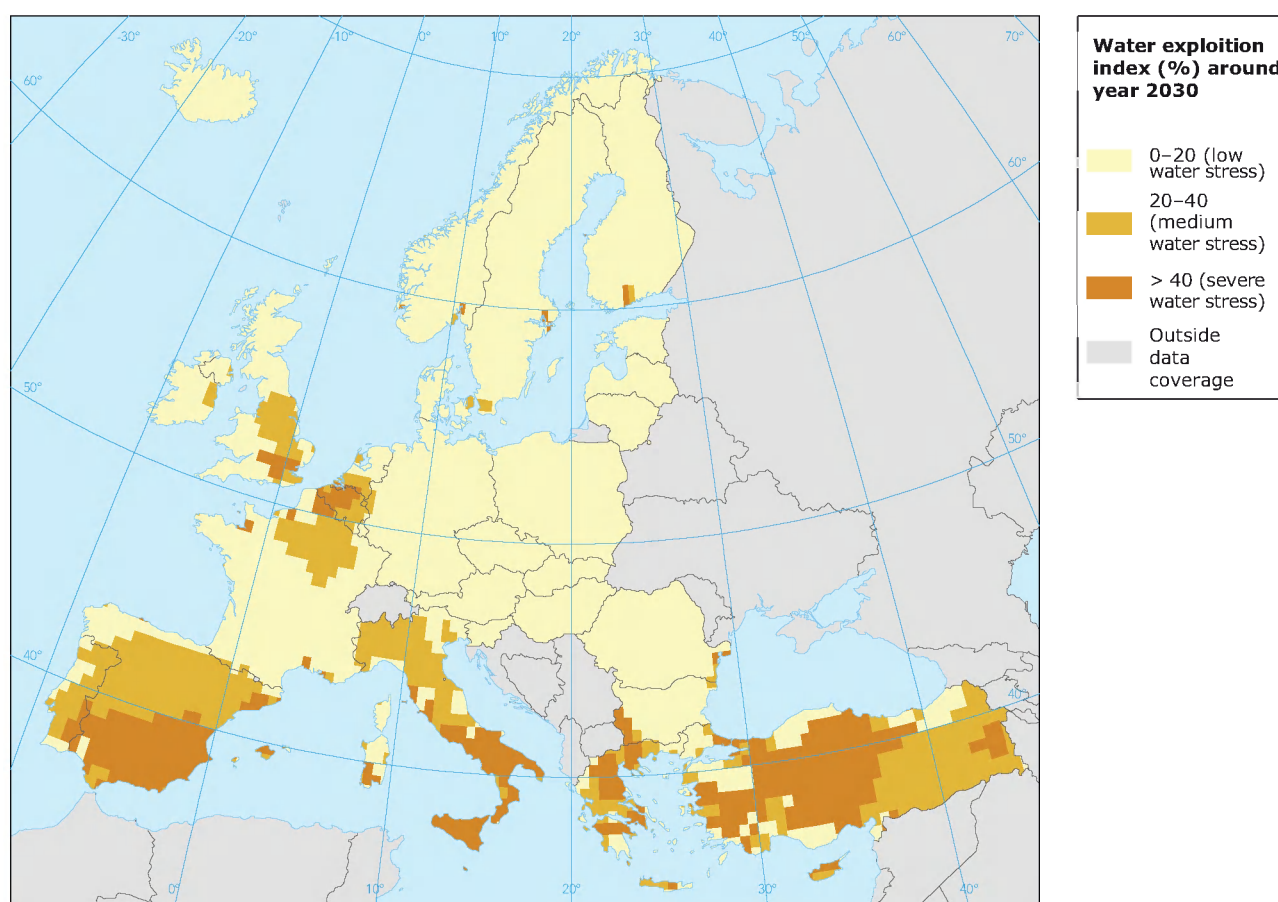 -30°
-20°
-10°
0°
10°
20°
30°
40°
50°
60°
70°
60°
60°
50°
50°
40°
40°
0°
10°
20°
30°
40°
Water exploition
index (%) around
year 2030
0–20 (low
water stress)
20–40
(medium
water stress)
> 40 (severe
water stress)
Outside
data
coverage